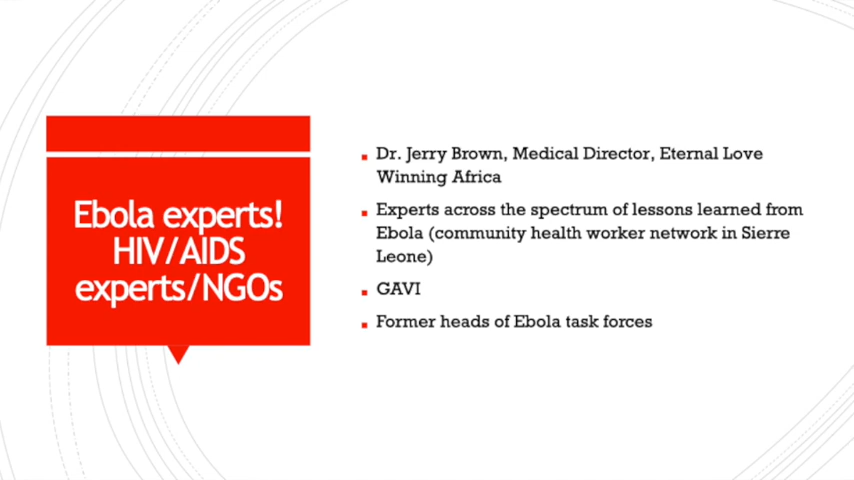 Ebola experts!
HIV/AIDS
experts/NGOs
Dr. Jerry Brown, Medical Director, Eternal Love
Winning Africa
Experts across the spectrum of lessons learned from
Ebola (community health worker network in Sierre
Leone)
GAVI
Former heads of Ebola task forces